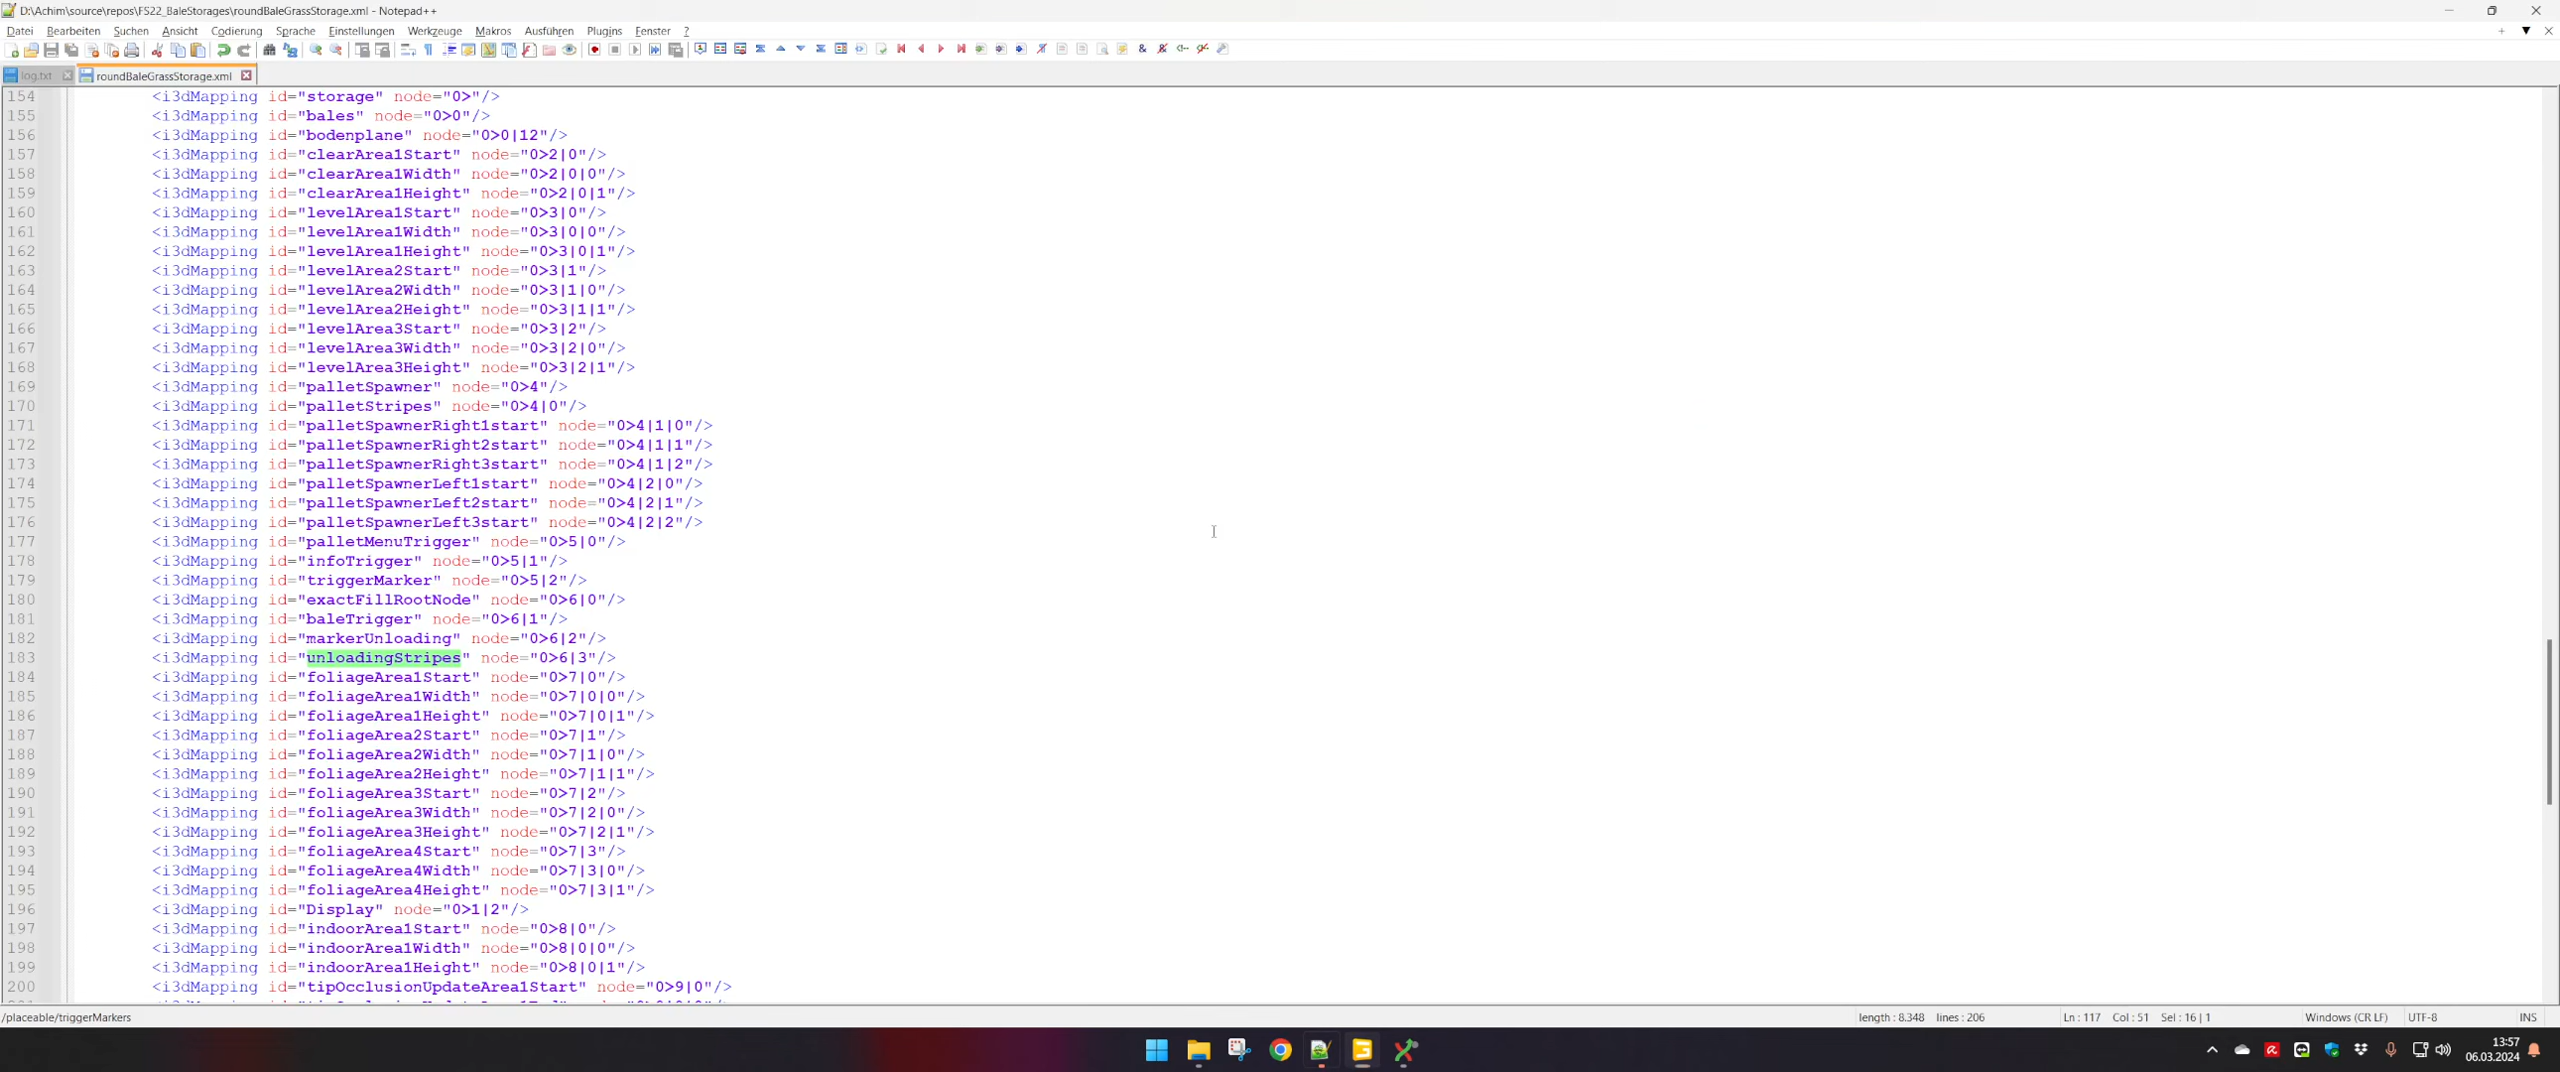 D:\Achim\source\repos\FS22_BaleStorages\roundBaleGrassStorage.xml - Notepad++
Datei Bearbeiten Suchen Ansicht Codierung Sprache Einstellungen Werkzeuge Makros Ausführen Plugins Fenster ?
log.txt roundBaleGrassStorage.xml
154 <i3dMapping id="storage" node="0>"/>
155 <i3dMapping id="bales" node="0>0"/>
156 <i3dMapping id="bodenplane" node="0>0|12"/>
157 <i3dMapping id="clearArea1Start" node="0>2|0"/>
158 <i3dMapping id="clearArea1Width" node="0>2|0|0"/>
159 <i3dMapping id="clearArea1Height" node="0>2|0|1"/>
160 <i3dMapping id="levelArea1Start" node="0>3|0"/>
161 <i3dMapping id="levelArea1Width" node="0>3|0|0"/>
162 <i3dMapping id="levelArea1Height" node="0>3|0|1"/>
163 <i3dMapping id="levelArea2Start" node="0>3|1"/>
164 <i3dMapping id="levelArea2Width" node="0>3|1|0"/>
165 <i3dMapping id="levelArea2Height" node="0>3|1|1"/>
166 <i3dMapping id="levelArea3Start" node="0>3|2"/>
167 <i3dMapping id="levelArea3Width" node="0>3|2|0"/>
168 <i3dMapping id="levelArea3Height" node="0>3|2|1"/>
169 <i3dMapping id="palletSpawner" node="0>4"/>
170 <i3dMapping id="palletStripes" node="0>4|0"/>
171 <i3dMapping id="palletSpawnerRight1start" node="0>4|1|0"/>
172 <i3dMapping id="palletSpawnerRight2start" node="0>4|1|1"/>
173 <i3dMapping id="palletSpawnerRight3start" node="0>4|1|2"/>
174 <i3dMapping id="palletSpawnerLeft1start" node="0>4|2|0"/>
175 <i3dMapping id="palletSpawnerLeft2start" node="0>4|2|1"/>
176 <i3dMapping id="palletSpawnerLeft3start" node="0>4|2|2"/>
177 <i3dMapping id="palletMenuTrigger" node="0>5|0"/>
178 <i3dMapping id="infoTrigger" node="0>5|1"/>
179 <i3dMapping id="triggerMarker" node="0>5|2"/>
180 <i3dMapping id="exactFillRootNode" node="0>6|0"/>
181 <i3dMapping id="baleTrigger" node="0>6|1"/>
182 <i3dMapping id="markerUnloading" node="0>6|2"/>
183 <i3dMapping id="unloadingStripes" node="0>6|3"/>
184 <i3dMapping id="foliageArea1Start" node="0>7|0"/>
185 <i3dMapping id="foliageArea1Width" node="0>7|0|0"/>
186 <i3dMapping id="foliageArea1Height" node="0>7|0|1"/>
187 <i3dMapping id="foliageArea2Start" node="0>7|1"/>
188 <i3dMapping id="foliageArea2Width" node="0>7|1|0"/>
189 <i3dMapping id="foliageArea2Height" node="0>7|1|1"/>
190 <i3dMapping id="foliageArea3Start" node="0>7|2"/>
191 <i3dMapping id="foliageArea3Width" node="0>7|2|0"/>
192 <i3dMapping id="foliageArea3Height" node="0>7|2|1"/>
193 <i3dMapping id="foliageArea4Start" node="0>7|3"/>
194 <i3dMapping id="foliageArea4Width" node="0>7|3|0"/>
195 <i3dMapping id="foliageArea4Height" node="0>7|3|1"/>
196 <i3dMapping id="Display" node="0>1|2"/>
197 <i3dMapping id="indoorArea1Start" node="0>8|0"/>
198 <i3dMapping id="indoorArea1Width" node="0>8|0|0"/>
199 <i3dMapping id="indoorArea1Height" node="0>8|0|1"/>
200 <i3dMapping id="tipOcclusionUpdateArea1Start" node="0>9|0"/>
/placeable/triggerMarkers length : 8.348 lines : 206 Ln : 117 Col : 51 Sel : 16 | 1 Windows (CR LF) UTF-8 INS
13:57
06.03.2024